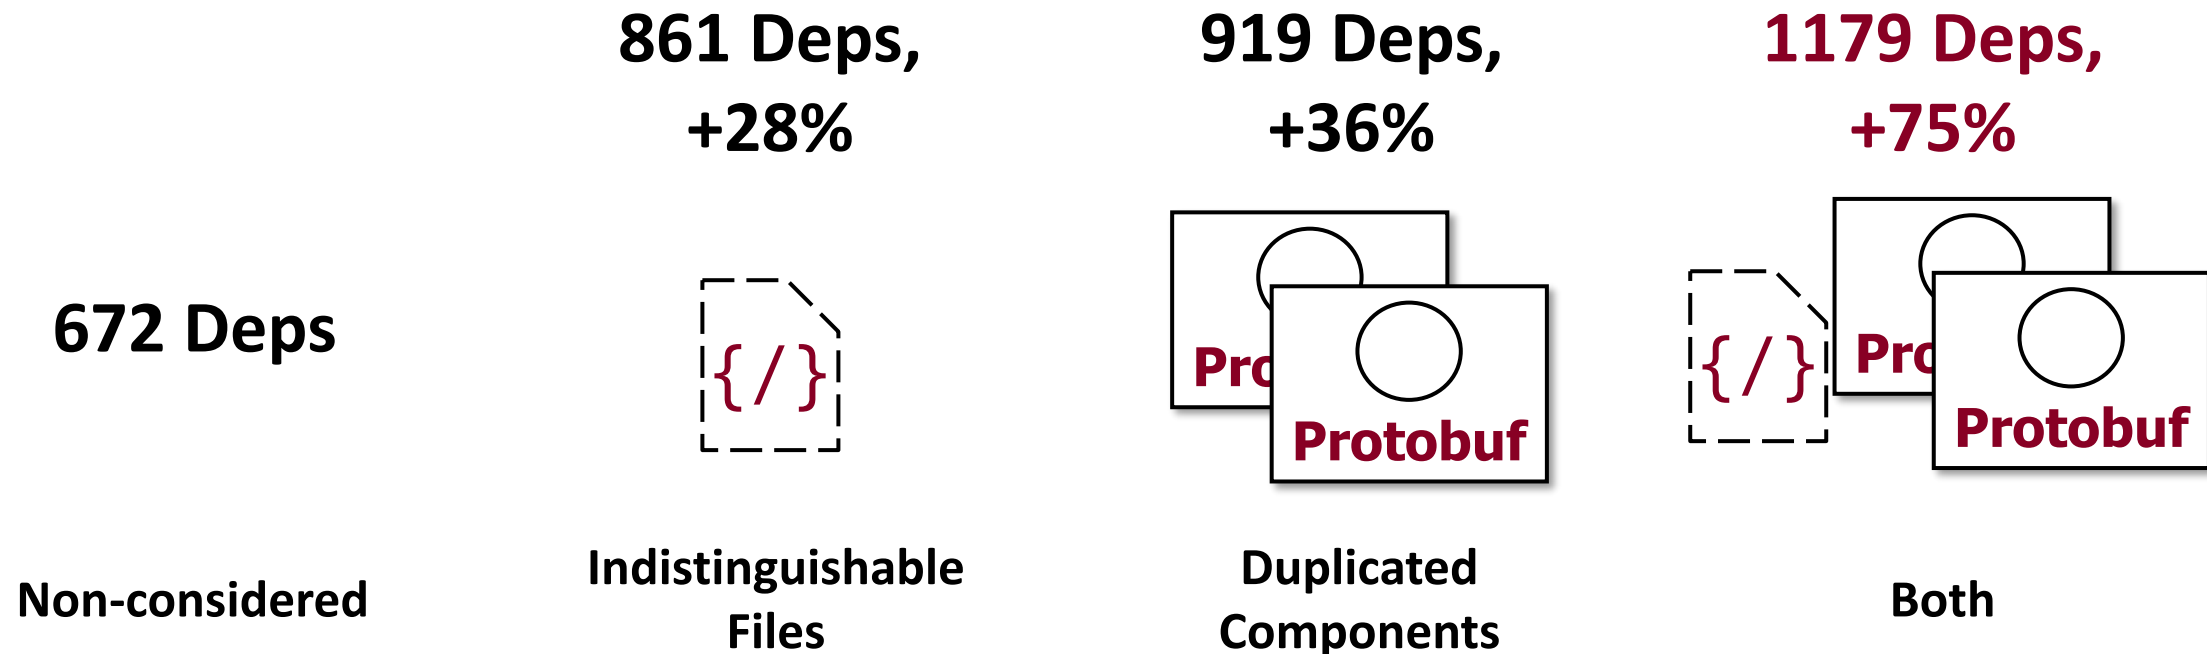 861 Deps,
+28%
919 Deps,
+36%
1179 Deps,
+75%
672 Deps
{/}
Pro
Protobuf
{/}
Pro
Protobuf
Non-considered
Indistinguishable
Files
Duplicated
Components
Both